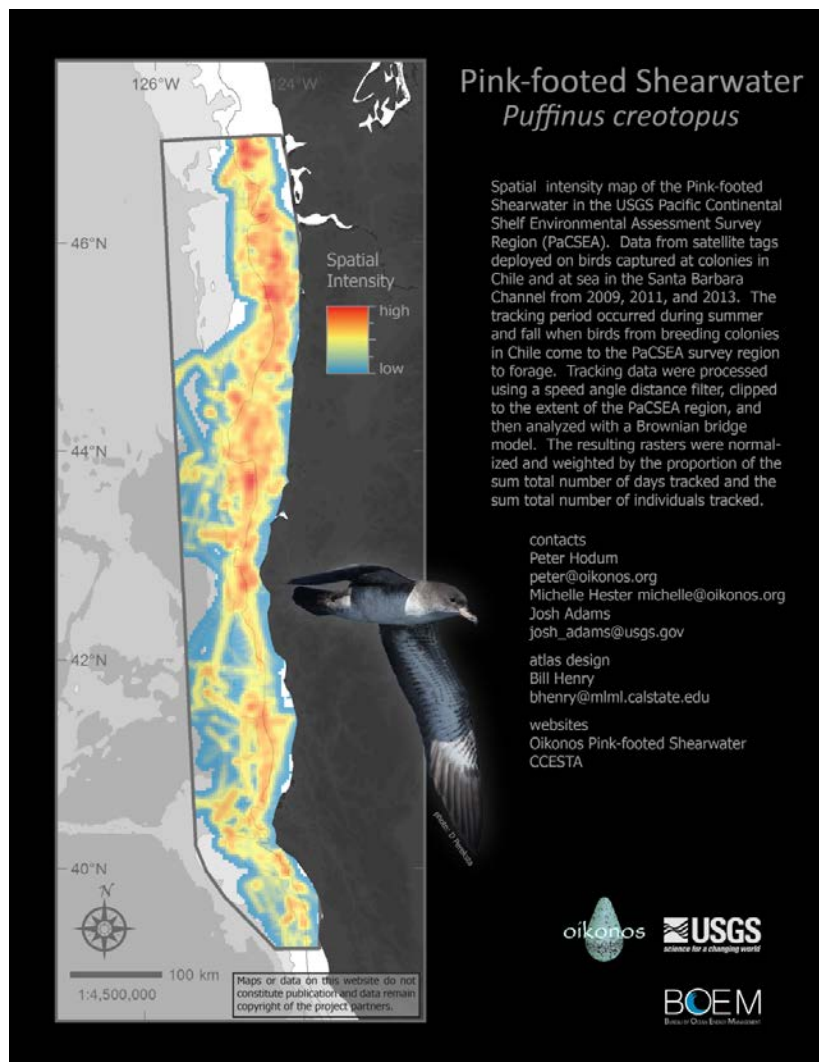 126°W
124°W
46°N
44°N
42°N
40°N
Spatial
Intensity
high
low
N
100 km
1:4,500,000
Maps or data on this website do not
constitute publication and data remain
copyright of the project partners.
Pink-footed Shearwater
Puffinus creotopus
Spatial intensity map of the Pink-footed
Shearwater in the USGS Pacific Continental
Shelf Environmental Assessment Survey
Region (PaCSEA). Data from satellite tags
deployed on birds captured at colonies in
Chile and at sea in the Santa Barbara
Channel from 2009, 2011, and 2013. The
tracking period occurred during summer
and fall when birds from breeding colonies
in Chile come to the PaCSEA survey region
to forage. Tracking data were processed
using a speed angle distance filter, clipped
to the extent of the PaCSEA region, and
then analyzed with a Brownian bridge
model. The resulting rasters were normal-
ized and weighted by the proportion of the
sum total number of days tracked and the
sum total number of individuals tracked.
contacts
Peter Hodum
peter@oikonos.org
Michelle Hester michelle@oikonos.org
Josh Adams
josh_adams@usgs.gov
atlas design
Bill Henry
bhenry@mlml.calstate.edu
websites
Oikonos Pink-footed Shearwater
CCESTA
photo: D Pereksta
oikonos
USGS
science for a changing world
BOEM
Bureau of Ocean Energy Management